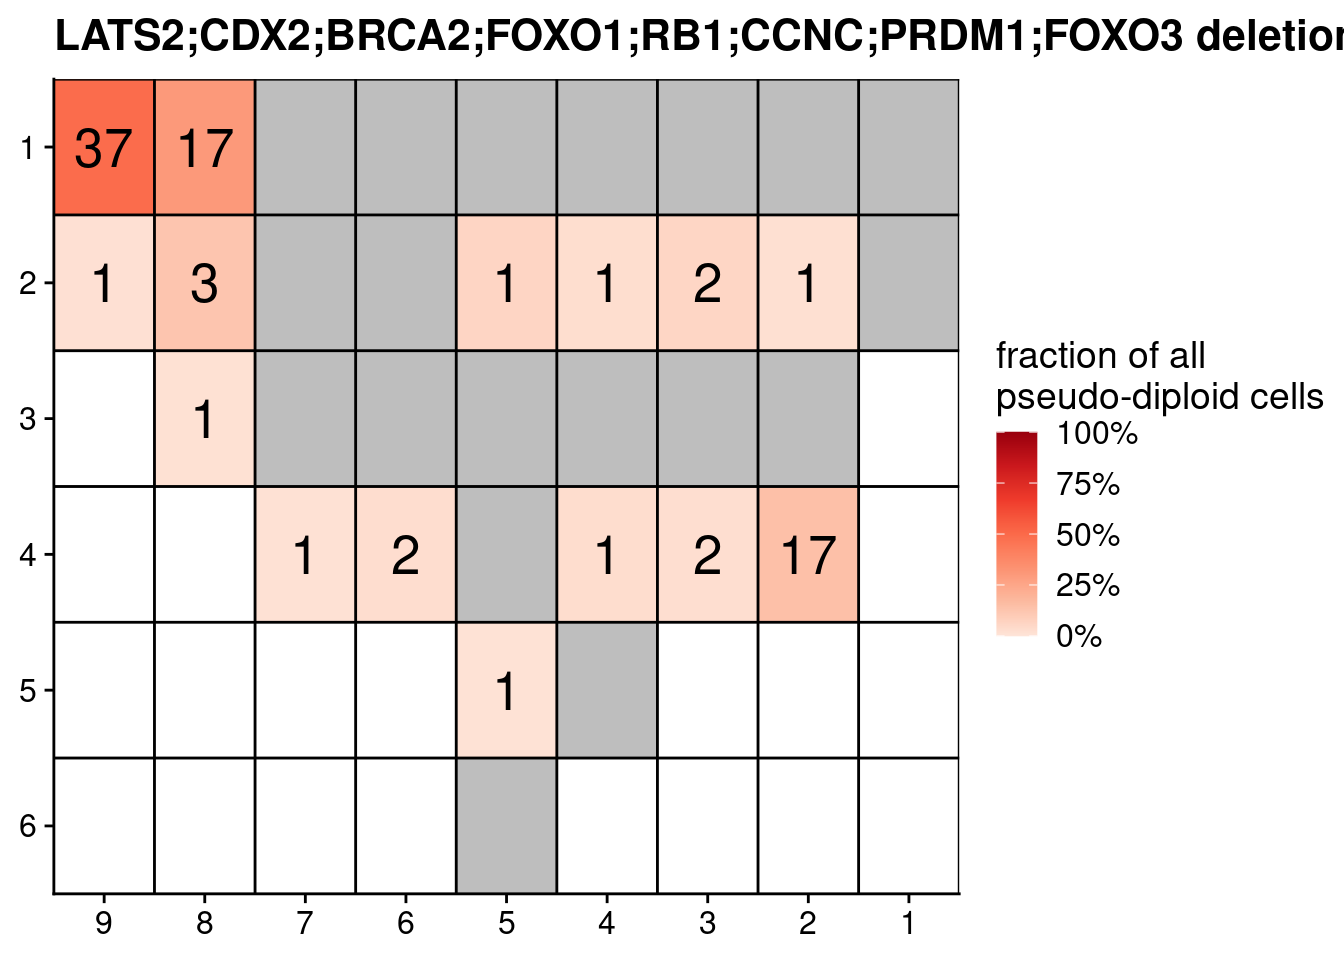 LATS2;CDX2;BRCA2;FOXO1;RB1;CCNC;PRDM1;FOXO3 deletion
1 37 17
2 1 3 1 1 2 1
3 1
4 1 2 1 2 17
5 1
6
9 8 7 6 5 4 3 2 1
fraction of all
pseudo-diploid cells
100%
75%
50%
25%
0%